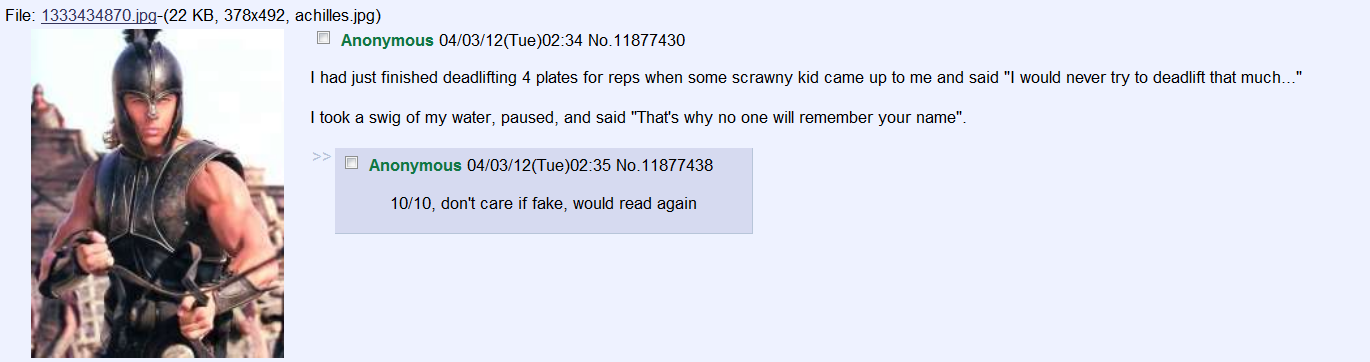 File: 1333434870.jpg-(22 KB, 378x492, achilles.jpg)
Anonymous 04/03/12(Tue)02:34 No.11877430
I had just finished deadlifting 4 plates for reps when some scrawny kid came up to me and said "I would never try to deadlift that much..."
I took a swig of my water, paused, and said "That's why no one will remember your name".
>> Anonymous 04/03/12(Tue)02:35 No.11877438
10/10, don't care if fake, would read again